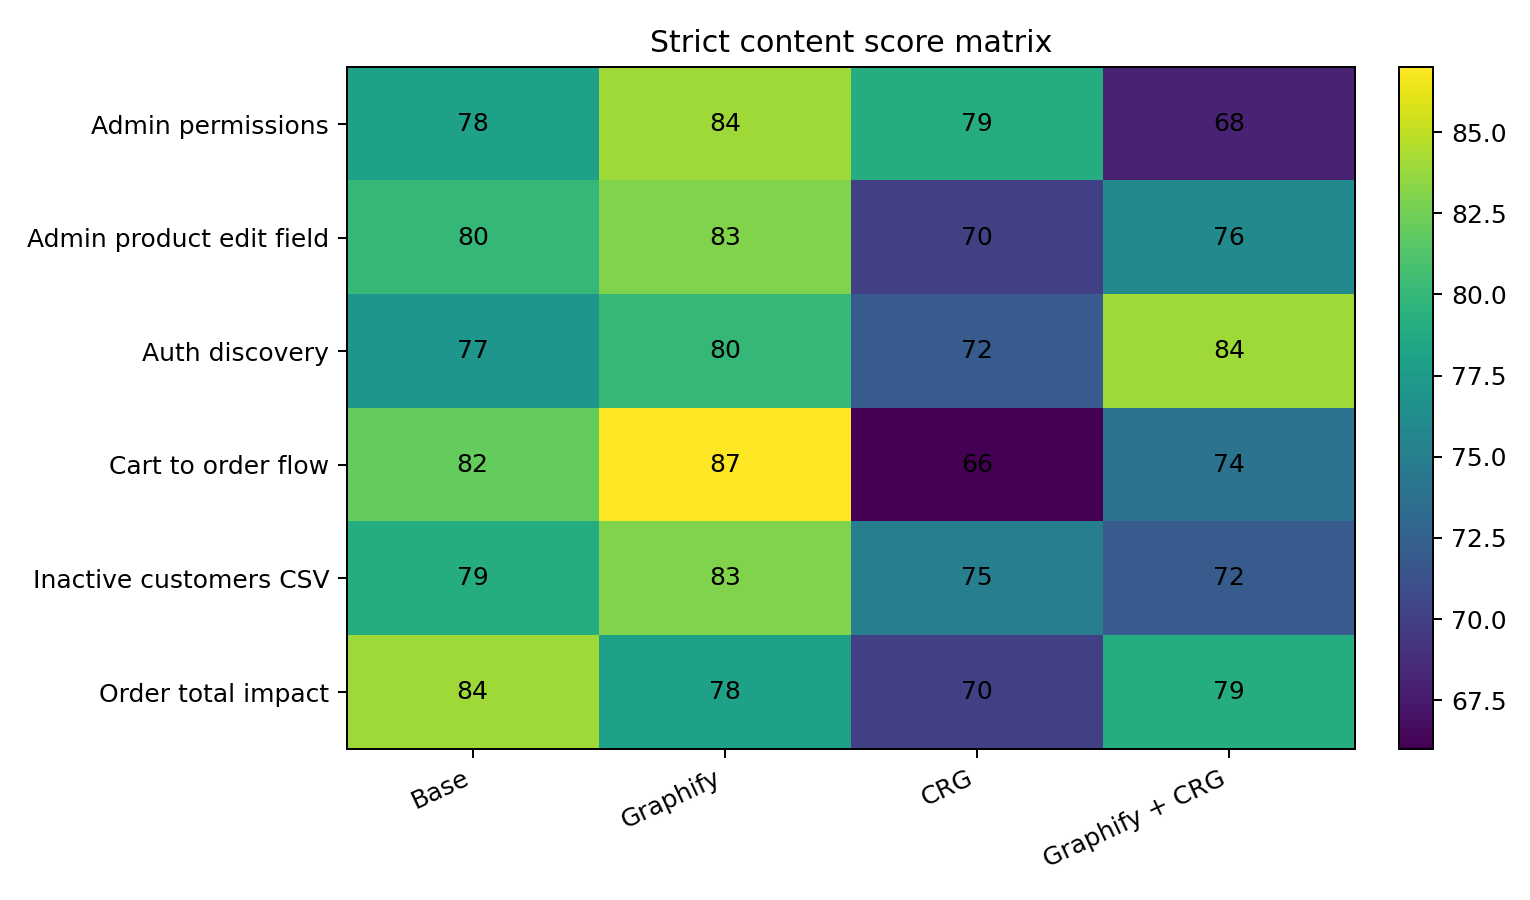 Strict content score matrix
Admin permissions 78 84 79 68
Admin product edit field 80 83 70 76
Auth discovery 77 80 72 84
Cart to order flow 82 87 66 74
Inactive customers CSV 79 83 75 72
Order total impact 84 78 70 79
Base Graphify CRG Graphify + CRG
85.0
82.5
80.0
77.5
75.0
72.5
70.0
67.5